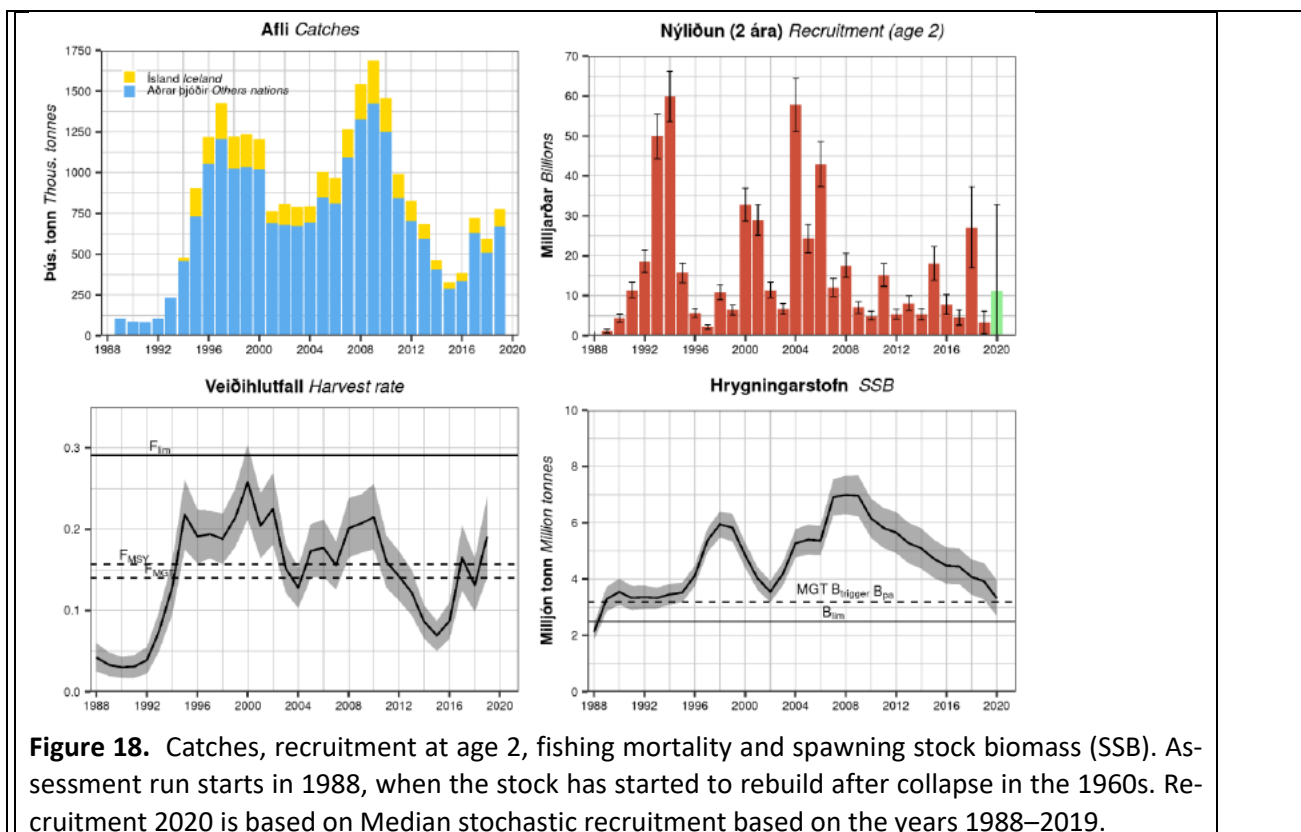 Afli Catches
Þús. tonn Thous. tonnes
1750
1500
1250
1000
750
500
250
0
Ísland Iceland
Aðrar þjóðir Others nations
1988 1992 1996 2000 2004 2008 2012 2016 2020
Nýliðun (2 ára) Recruitment (age 2)
Milljarðar Billions
70
60
50
40
30
20
10
0
1988 1992 1996 2000 2004 2008 2012 2016 2020
Veiðihlutfall Harvest rate
0.3
0.2
0.1
0.0
Flim
FMSY
FMGT
1988 1992 1996 2000 2004 2008 2012 2016 2020
Hrygningarstofn SSB
Milljón tonn Million tonnes
10
8
6
4
2
0
MGT Btrigger Bpa
Blim
1988 1992 1996 2000 2004 2008 2012 2016 2020
Figure 18. Catches, recruitment at age 2, fishing mortality and spawning stock biomass (SSB). As-
sessment run starts in 1988, when the stock has started to rebuild after collapse in the 1960s. Re-
cruitment 2020 is based on Median stochastic recruitment based on the years 1988–2019.